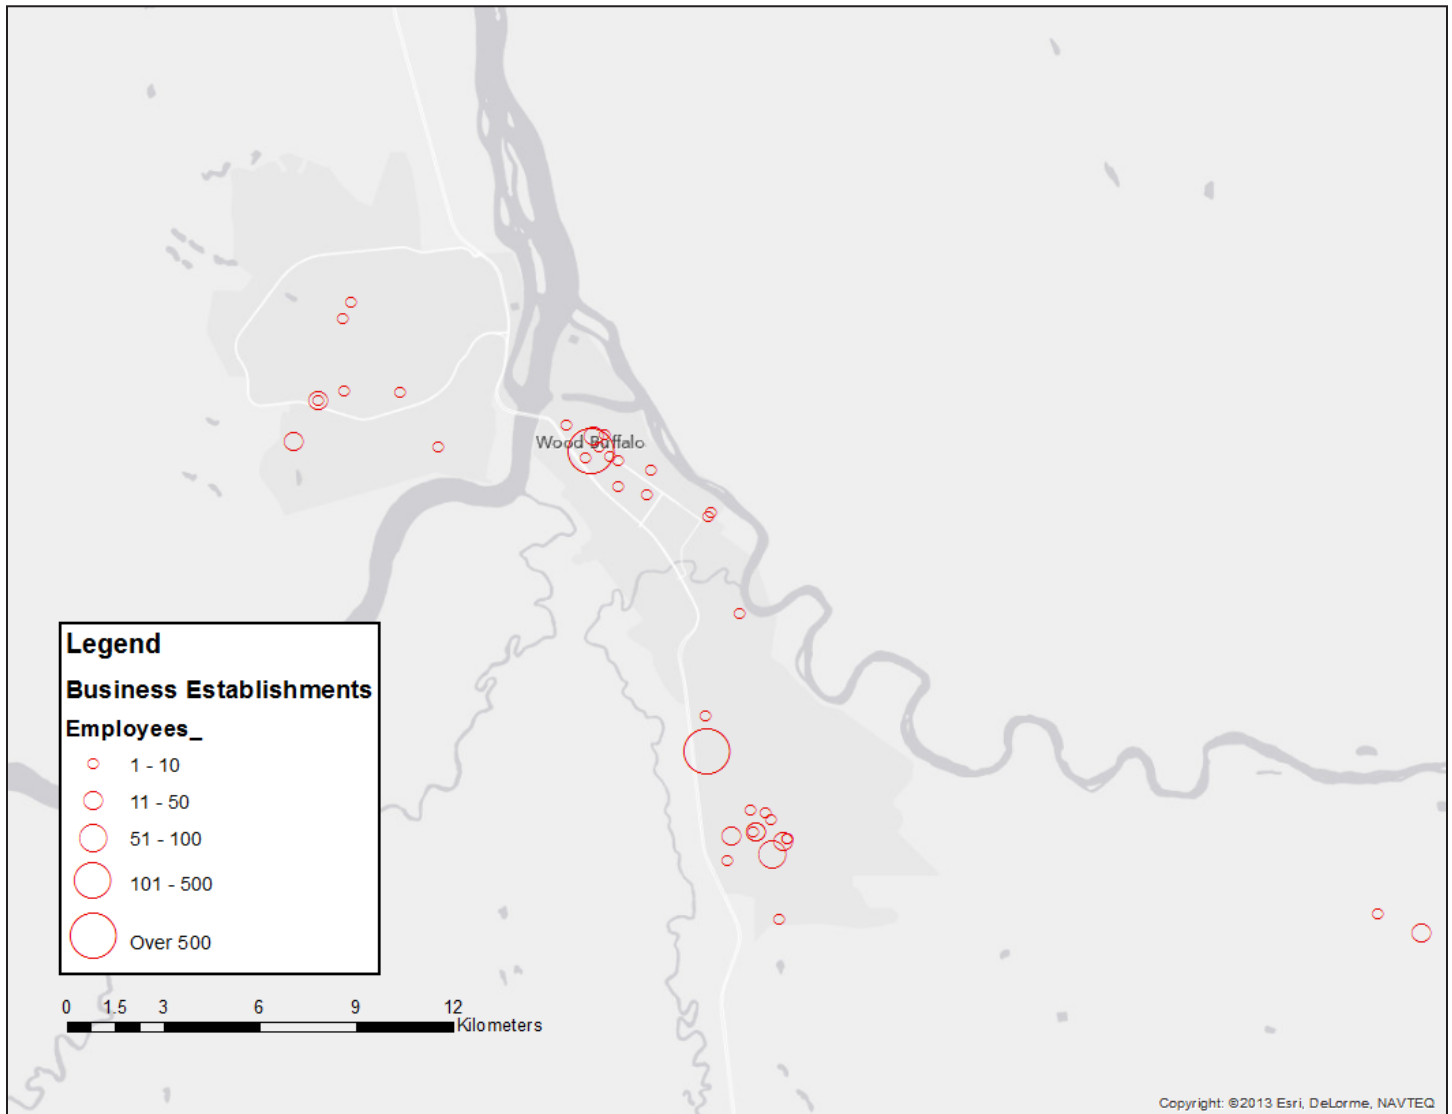 Wood Buffalo
Legend
Business Establishments
Employees_
1 - 10
11 - 50
51 - 100
101 - 500
Over 500
0 1.5 3 6 9 12
Kilometers
Copyright: ©2013 Esri, DeLorme, NAVTEQ